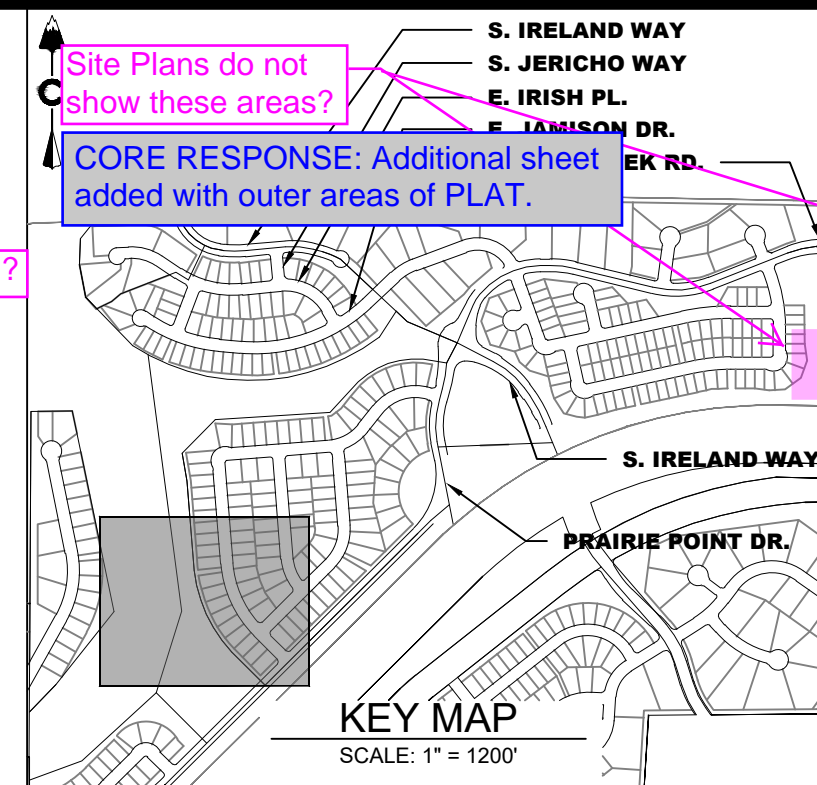 S. IRELAND WAY
S. JERICHO WAY
E. IRISH PL.
E. JAMISON DR.
EK RD.
Site Plans do not
show these areas?
CORE RESPONSE: Additional sheet
added with outer areas of PLAT.
?
S. IRELAND WAY
PRAIRIE POINT DR.
KEY MAP
SCALE: 1" = 1200'